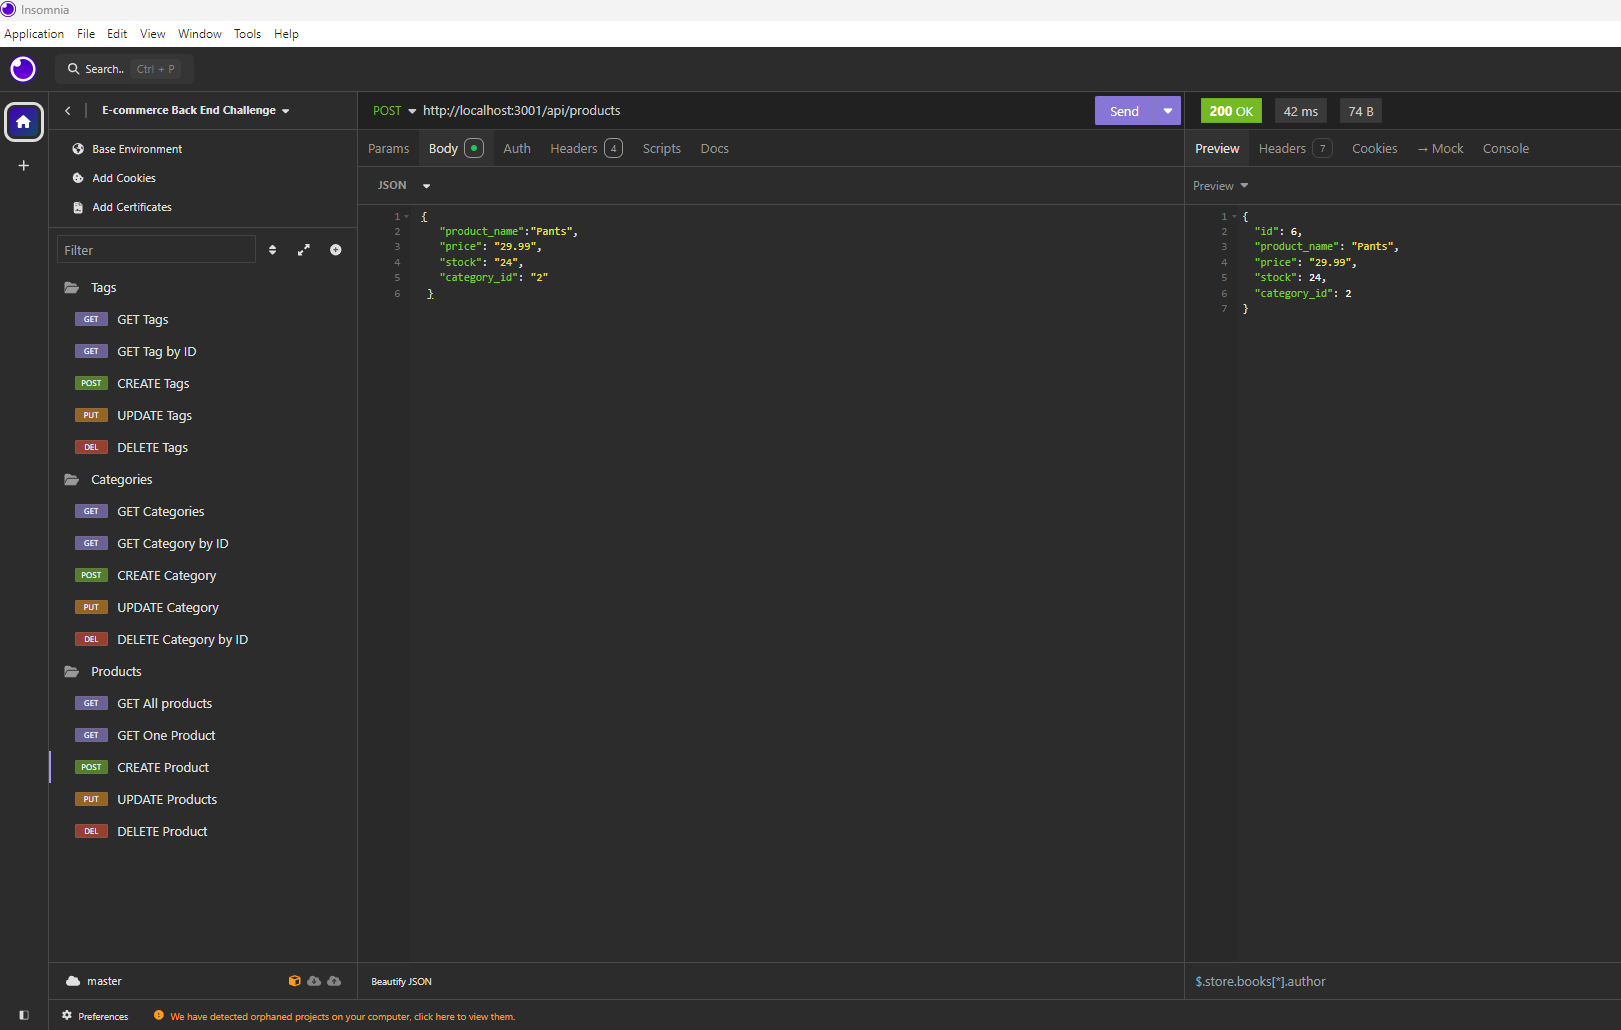 Insomnia
Application File Edit View Window Tools Help
Search.. Ctrl + P
E-commerce Back End Challenge
Base Environment
Add Cookies
Add Certificates
Filter
Tags
GET GET Tags
GET GET Tag by ID
POST CREATE Tags
PUT UPDATE Tags
DEL DELETE Tags
Categories
GET GET Categories
GET GET Category by ID
POST CREATE Category
PUT UPDATE Category
DEL DELETE Category by ID
Products
GET GET All products
GET GET One Product
POST CREATE Product
PUT UPDATE Products
DEL DELETE Product
master
POST http://localhost:3001/api/products Send
Params Body Auth Headers 4 Scripts Docs
JSON
1 {
2 "product_name":"Pants",
3 "price": "29.99",
4 "stock": "24",
5 "category_id": "2"
6 }
Beautify JSON
200 OK 42 ms 74 B
Preview Headers 7 Cookies → Mock Console
Preview
1 {
2 "id": 6,
3 "product_name": "Pants",
4 "price": "29.99",
5 "stock": 24,
6 "category_id": 2
7 }
$.store.books[*].author
Preferences We have detected orphaned projects on your computer, click here to view them.